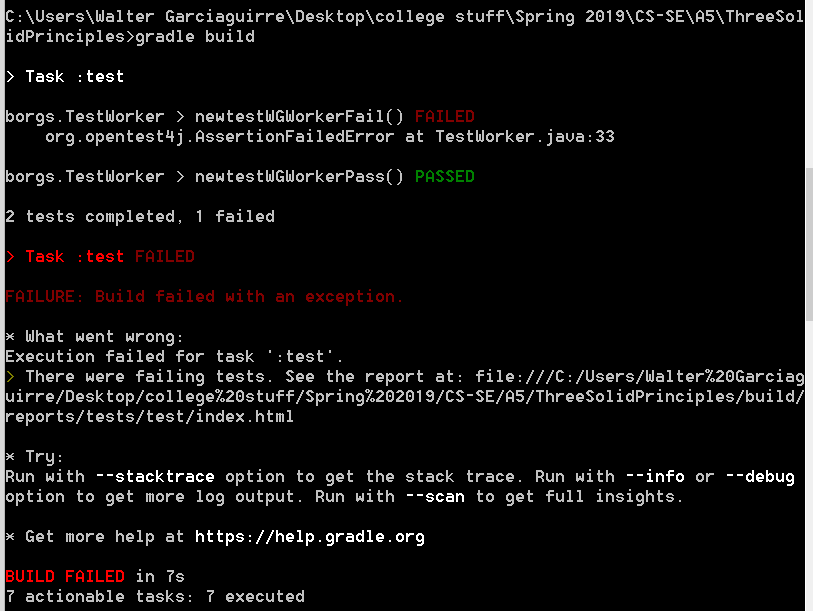 C:\Users\Walter Garciaguirre\Desktop\college stuff\Spring 2019\CS-SE\A5\ThreeSol
idPrinciples>gradle build
> Task :test
borgs.TestWorker > newtestWGWorkerFail() FAILED
org.opentest4j.AssertionFailedError at TestWorker.java:33
borgs.TestWorker > newtestWGWorkerPass() PASSED
2 tests completed, 1 failed
> Task :test FAILED
FAILURE: Build failed with an exception.
* What went wrong:
Execution failed for task ':test'.
> There were failing tests. See the report at: file:///C:/Users/Walter%20Garciag
uirre/Desktop/college%20stuff/Spring%202019/CS-SE/A5/ThreeSolidPrinciples/build/
reports/tests/test/index.html
* Try:
Run with --stacktrace option to get the stack trace. Run with --info or --debug
option to get more log output. Run with --scan to get full insights.
* Get more help at https://help.gradle.org
BUILD FAILED in 7s
7 actionable tasks: 7 executed